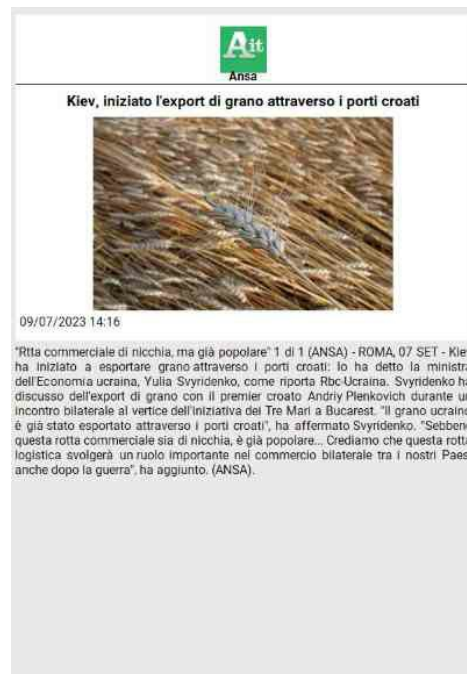 Ait
Ansa
Kiev, iniziato l'export di grano attraverso i porti croati
09/07/2023 14:16
"Rtta commerciale di nicchia, ma già popolare" 1 di 1 (ANSA) - ROMA, 07 SET - Kiev
ha iniziato a esportare grano attraverso i porti croati: lo ha detto la ministra
dell'Economia ucraina, Yulia Svyridenko, come riporta Rbc-Ucraina. Svyridenko ha
discusso dell'export di grano con il premier croato Andriy Plenkovich durante un
incontro bilaterale al vertice dell'iniziativa dei Tre Mari a Bucarest. "Il grano ucraino
è già stato esportato attraverso i porti croati", ha affermato Svyridenko. "Sebbene
questa rotta commerciale sia di nicchia, è già popolare... Crediamo che questa rotta
logistica svolgerà un ruolo importante nel commercio bilaterale tra i nostri Paesi
anche dopo la guerra", ha aggiunto. (ANSA).